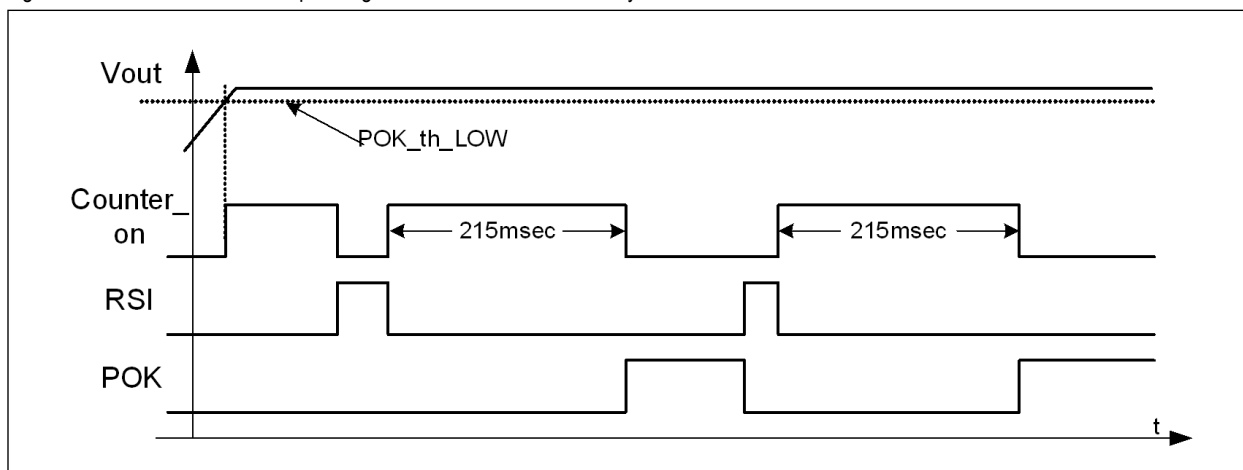 Vout
POK_th_LOW
Counter_
on
215msec
215msec
RSI
POK
t